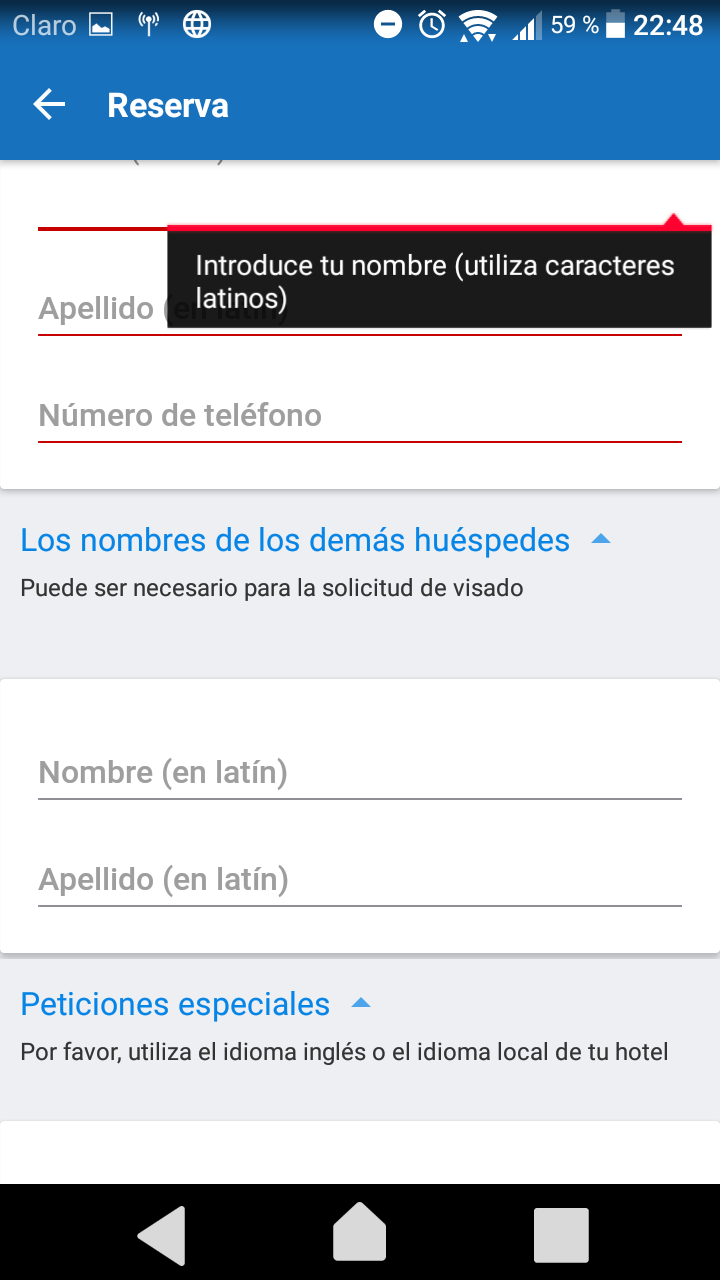 Claro 59 % 22:48
Reserva
Introduce tu nombre (utiliza caracteres
latinos)
Apellido (en latín)
Número de teléfono
Los nombres de los demás huéspedes
Puede ser necesario para la solicitud de visado
Nombre (en latín)
Apellido (en latín)
Peticiones especiales
Por favor, utiliza el idioma inglés o el idioma local de tu hotel